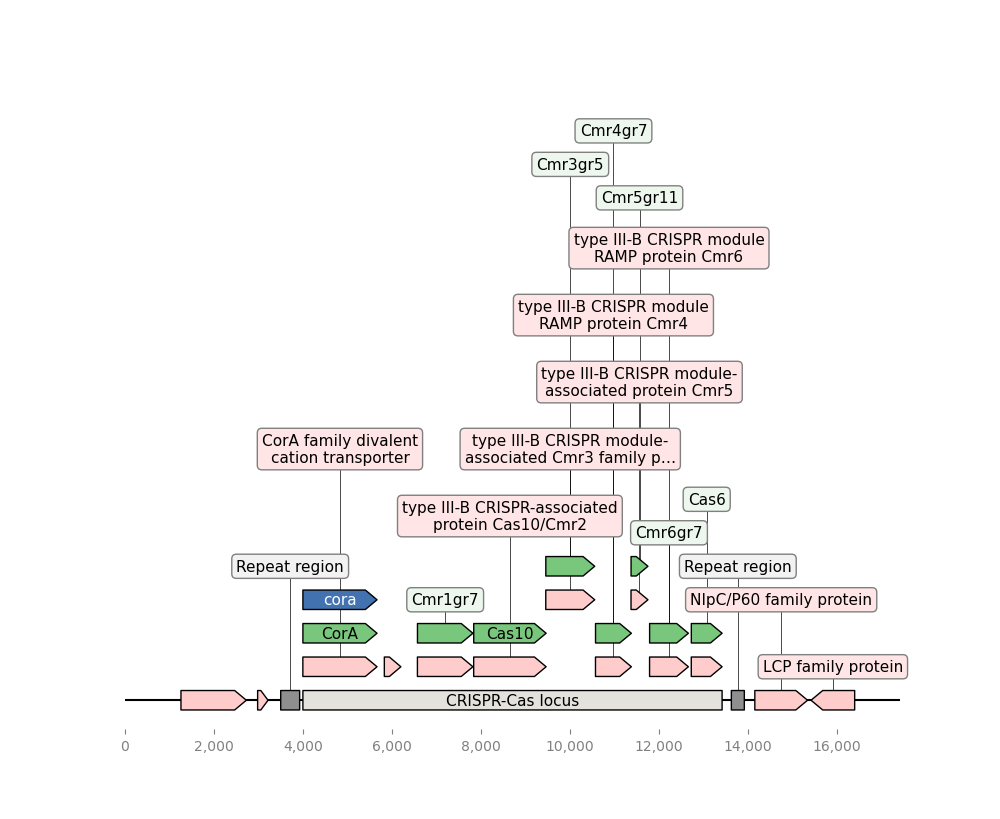 Cmr4gr7
Cmr3gr5
Cmr5gr11
type III-B CRISPR module
RAMP protein Cmr6
type III-B CRISPR module
RAMP protein Cmr4
type III-B CRISPR module-
associated protein Cmr5
CorA family divalent
cation transporter
type III-B CRISPR module-
associated Cmr3 family p…
Cas6
type III-B CRISPR-associated
protein Cas10/Cmr2
Cmr6gr7
Repeat region
Repeat region
cora
Cmr1gr7
NlpC/P60 family protein
CorA
Cas10
LCP family protein
CRISPR-Cas locus
0 2,000 4,000 6,000 8,000 10,000 12,000 14,000 16,000